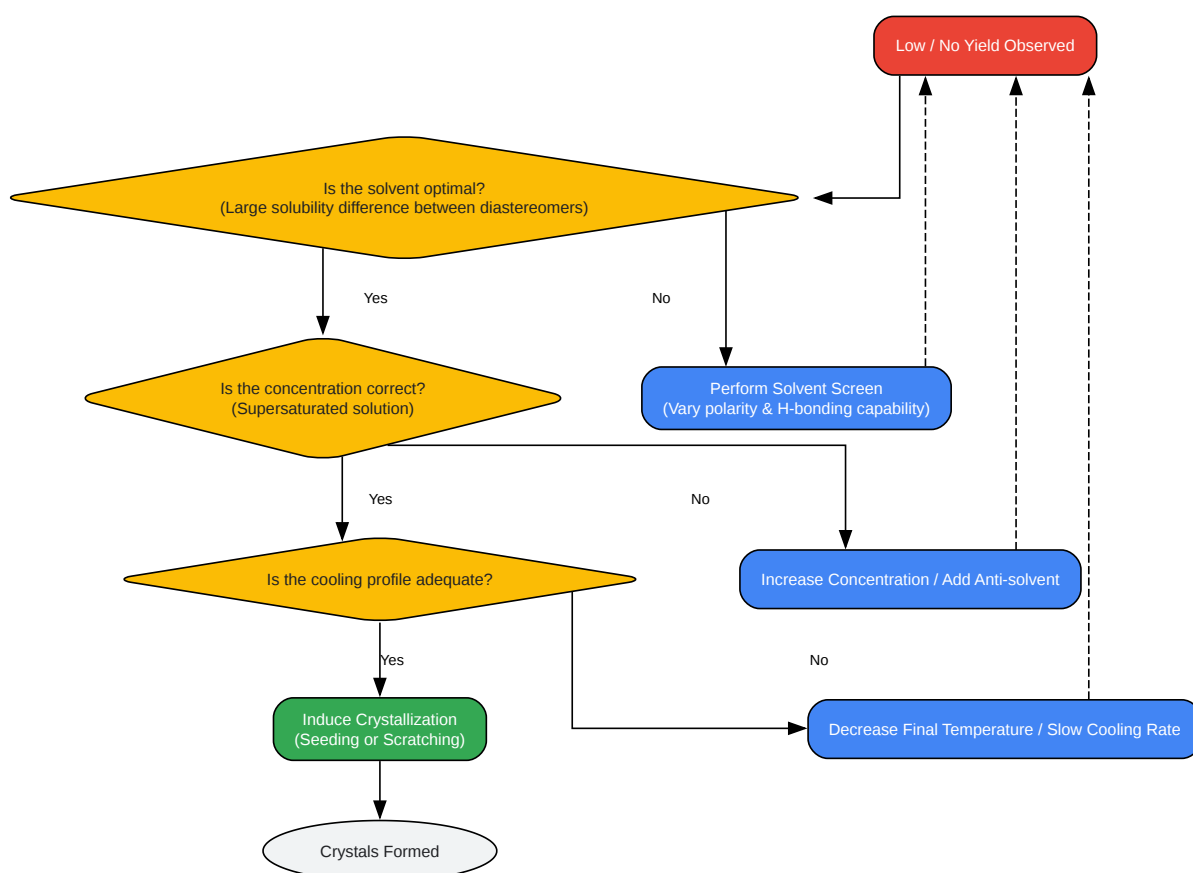 Low / No Yield Observed
Is the solvent optimal?
(Large solubility difference between diastereomers)
Yes
No
Is the concentration correct?
(Supersaturated solution)
Perform Solvent Screen
(Vary polarity & H-bonding capability)
Yes
No
Is the cooling profile adequate?
Increase Concentration / Add Anti-solvent
Yes
No
Induce Crystallization
(Seeding or Scratching)
Decrease Final Temperature / Slow Cooling Rate
Crystals Formed